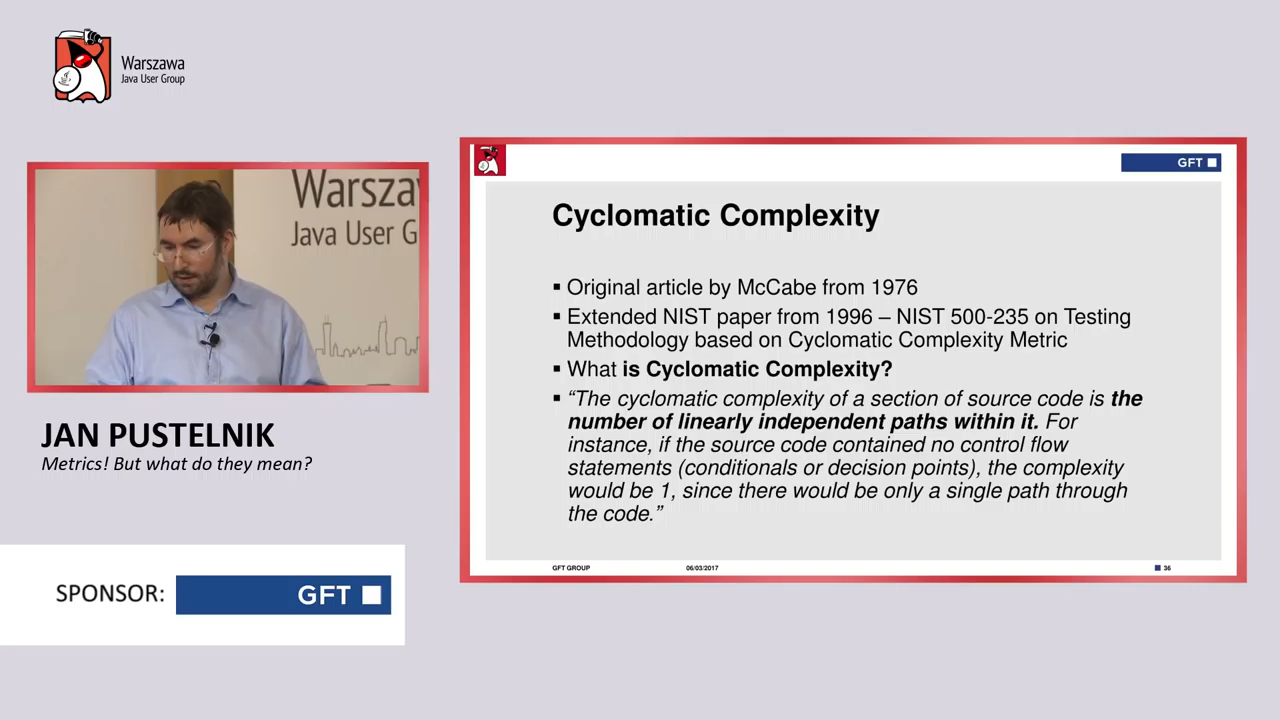 Warszawa
Java User Group
Warsza
Java User G
JAN PUSTELNIK
Metrics! But what do they mean?
SPONSOR:
GFT
GFT
Cyclomatic Complexity
▪ Original article by McCabe from 1976
▪ Extended NIST paper from 1996 – NIST 500-235 on Testing
Methodology based on Cyclomatic Complexity Metric
▪ What is Cyclomatic Complexity?
▪ “The cyclomatic complexity of a section of source code is the
number of linearly independent paths within it. For
instance, if the source code contained no control flow
statements (conditionals or decision points), the complexity
would be 1, since there would be only a single path through
the code.”
GFT GROUP
06/03/2017
36